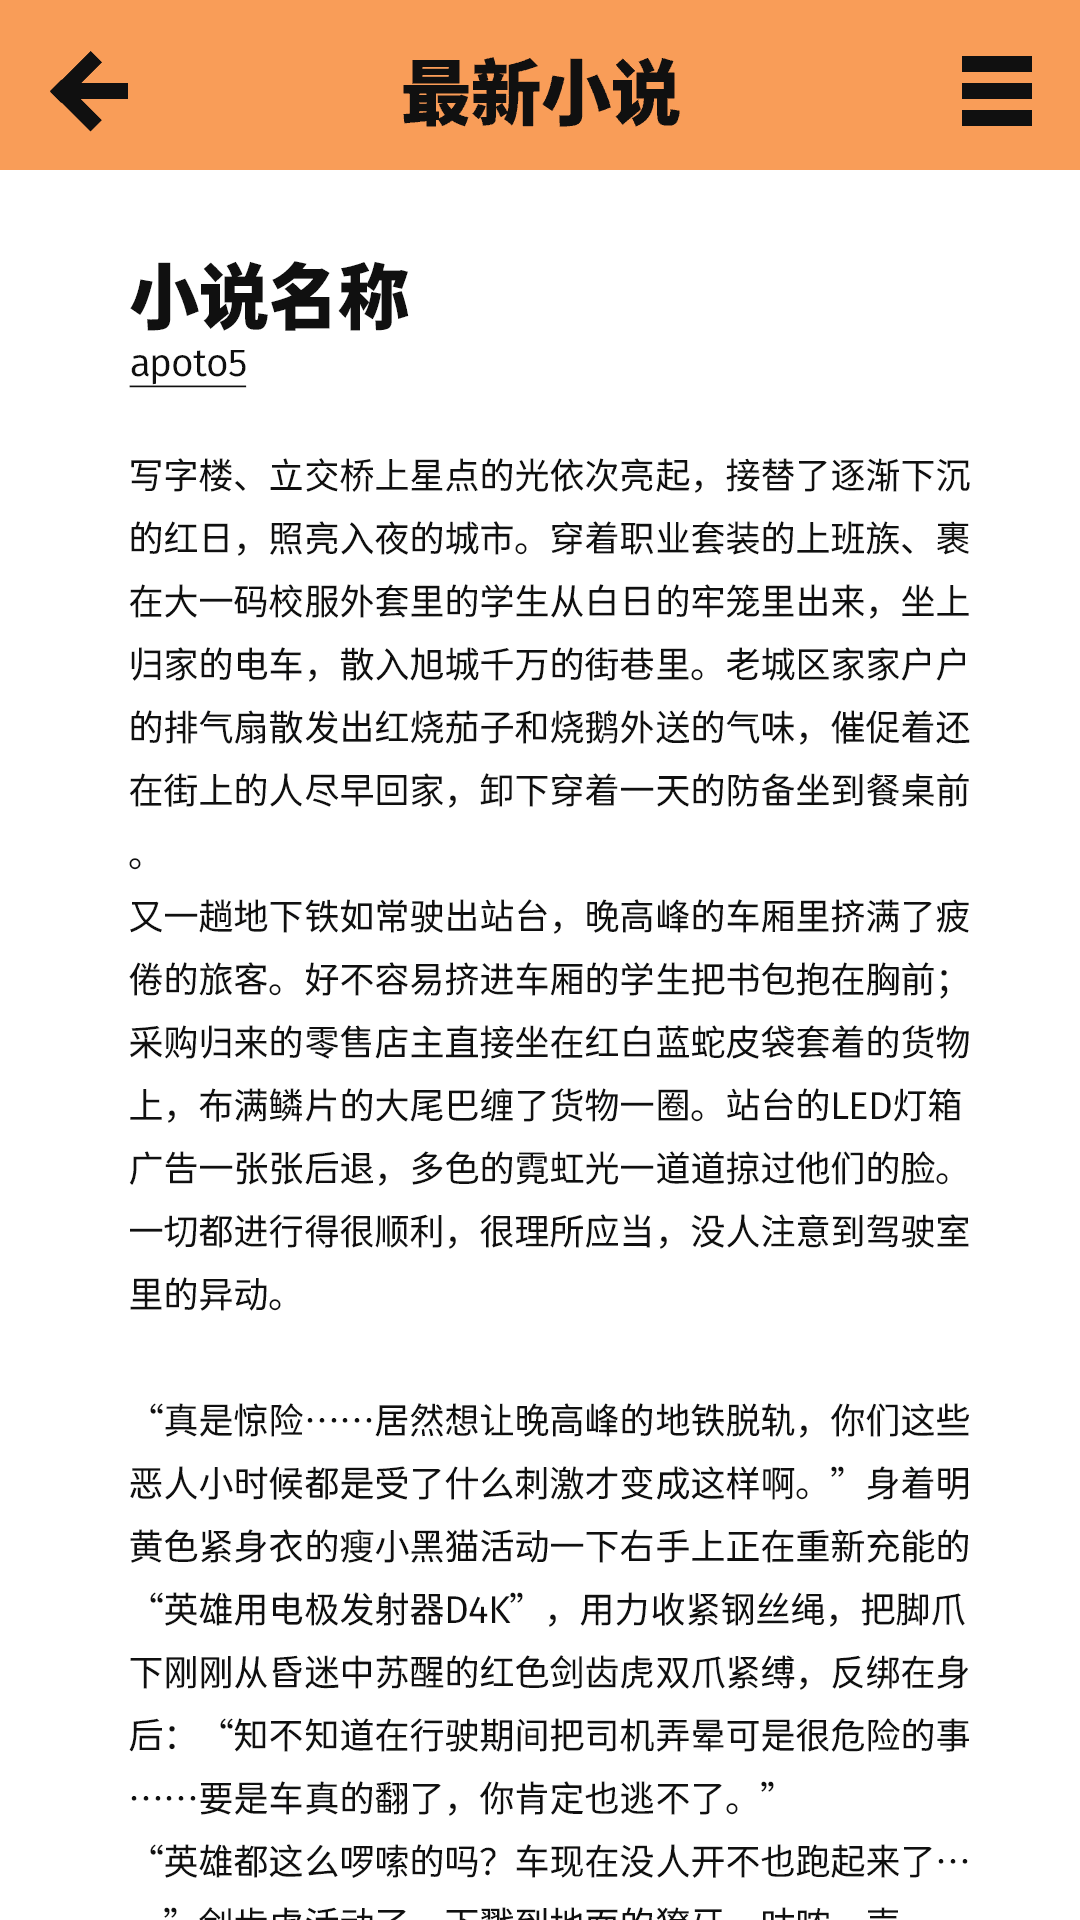 最新小说
小说名称
apoto5
写字楼、立交桥上星点的光依次亮起，接替了逐渐下沉
的红日，照亮入夜的城市。穿着职业套装的上班族、裹
在大一码校服外套里的学生从白日的牢笼里出来，坐上
归家的电车，散入旭城千万的街巷里。老城区家家户户
的排气扇散发出红烧茄子和烧鹅外送的气味，催促着还
在街上的人尽早回家，卸下穿着一天的防备坐到餐桌前
。
又一趟地下铁如常驶出站台，晚高峰的车厢里挤满了疲
倦的旅客。好不容易挤进车厢的学生把书包抱在胸前；
采购归来的零售店主直接坐在红白蓝蛇皮袋套着的货物
上，布满鳞片的大尾巴缠了货物一圈。站台的LED灯箱
广告一张张后退，多色的霓虹光一道道掠过他们的脸。
一切都进行得很顺利，很理所应当，没人注意到驾驶室
里的异动。
“真是惊险……居然想让晚高峰的地铁脱轨，你们这些
恶人小时候都是受了什么刺激才变成这样啊。”身着明
黄色紧身衣的瘦小黑猫活动一下右手上正在重新充能的
“英雄用电极发射器D4K”，用力收紧钢丝绳，把脚爪
下刚刚从昏迷中苏醒的红色剑齿虎双爪紧缚，反绑在身
后：“知不知道在行驶期间把司机弄晕可是很危险的事
……要是车真的翻了，你肯定也逃不了。”
“英雄都这么啰嗦的吗？车现在没人开不也跑起来了…